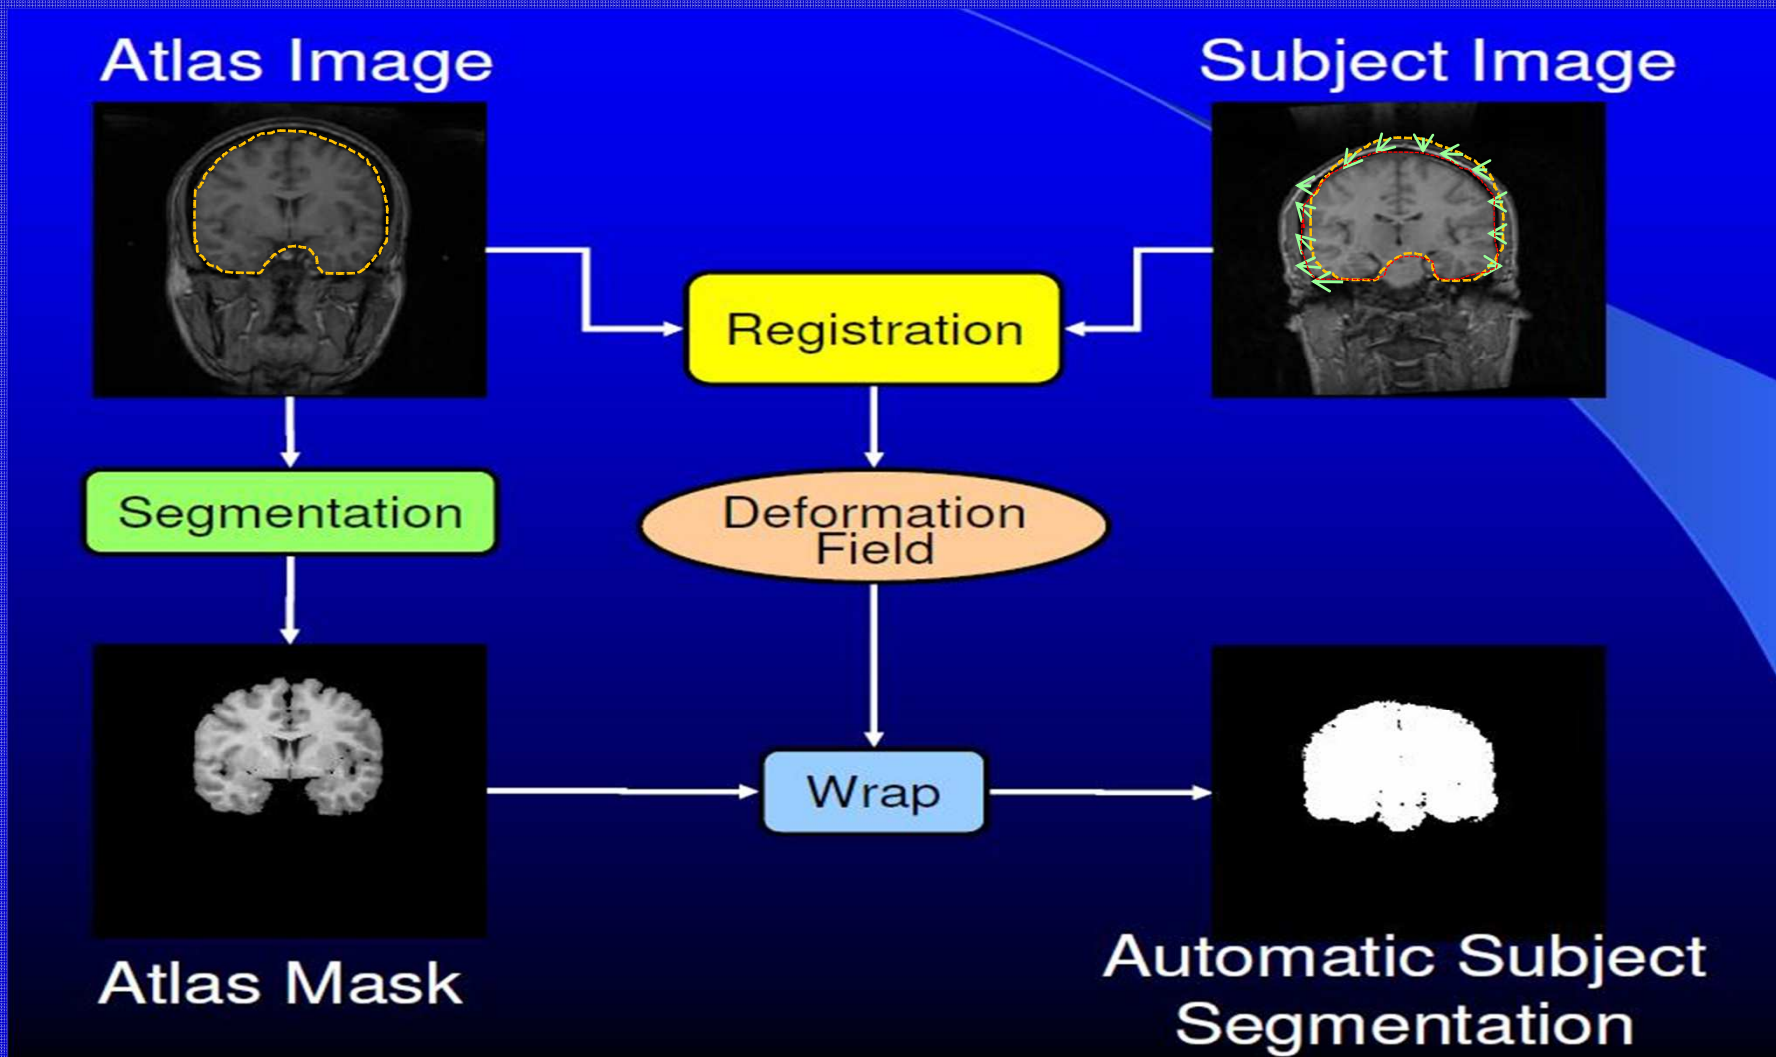 Atlas Image
Subject Image
Registration
Segmentation
Deformation
Field
Wrap
Atlas Mask
Automatic Subject
Segmentation